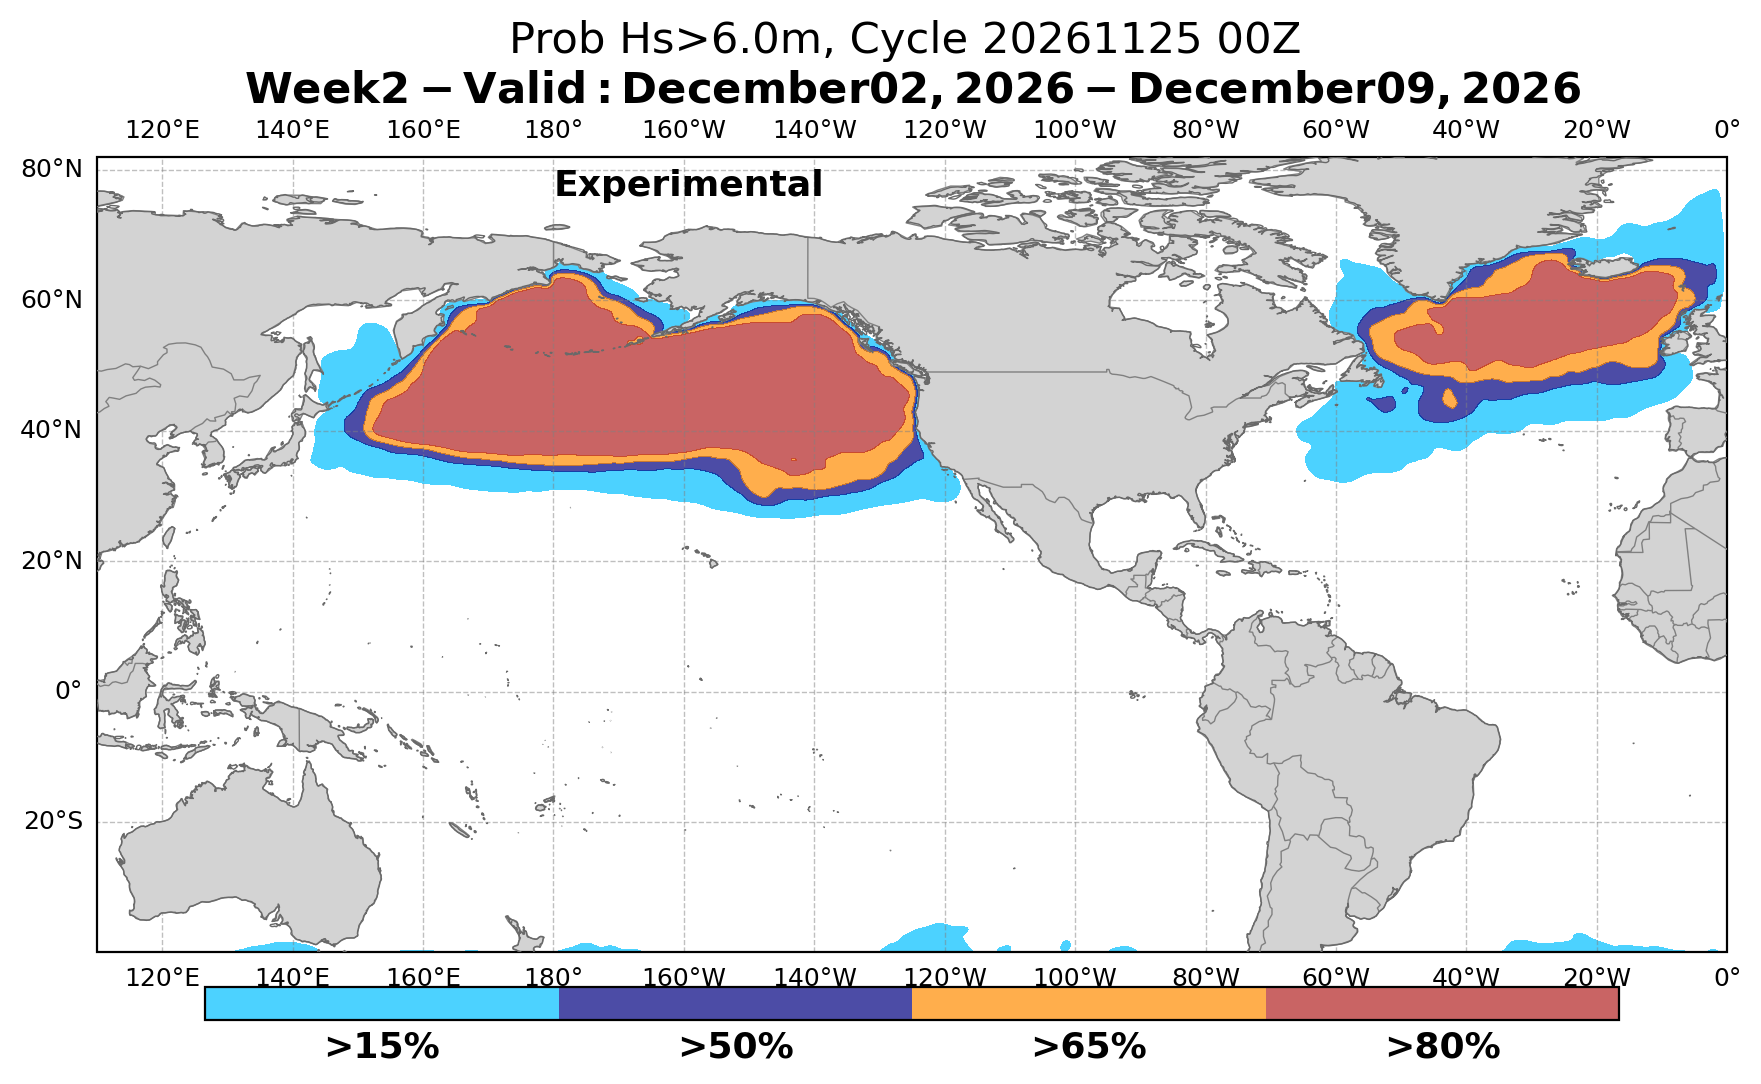 Prob Hs>6.0m, Cycle 20261125 00Z
Week2 − Valid : December02, 2026 − December09, 2026
120°E 140°E 160°E 180° 160°W 140°W 120°W 100°W 80°W 60°W 40°W 20°W 0°
80°N
Experimental
60°N
40°N
20°N
0°
20°S
120°E 140°E 160°E 180° 160°W 140°W 120°W 100°W 80°W 60°W 40°W 20°W 0°
>15% >50% >65% >80%